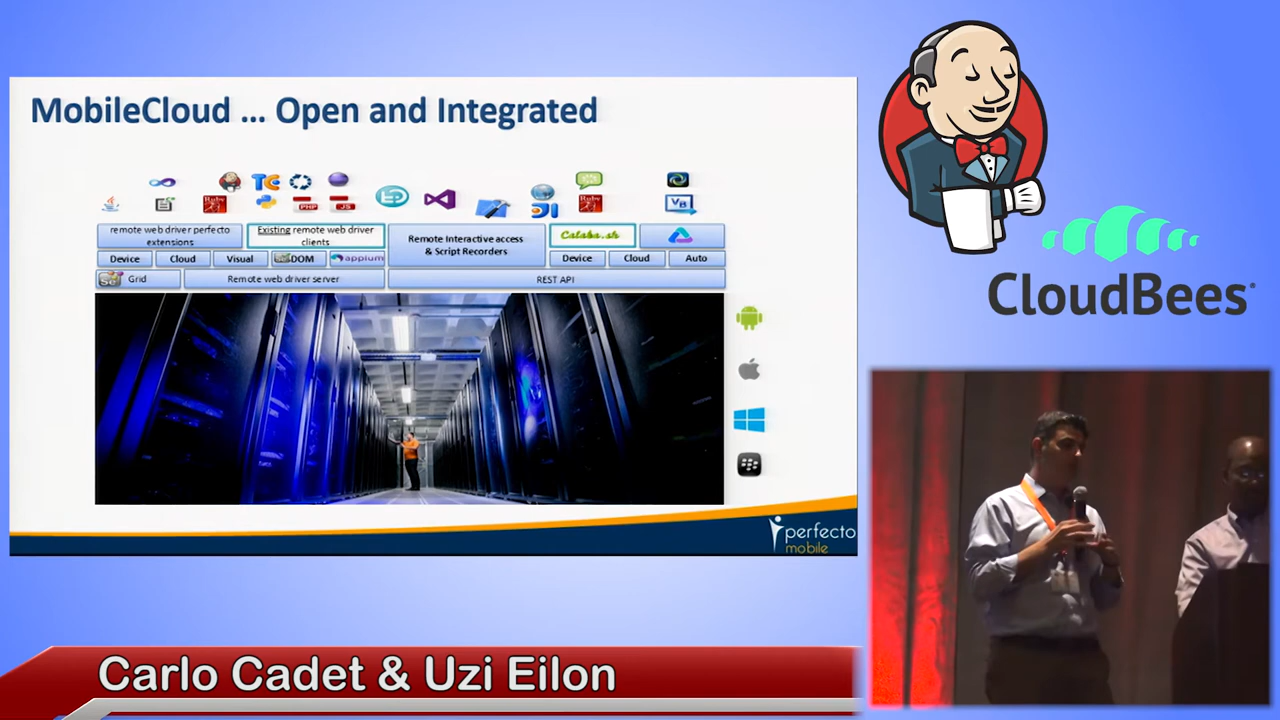 MobileCloud ... Open and Integrated
TC
PHP
JS
VB
remote web driver perfecto
extensions
Existing remote web driver
clients
Remote Interactive access
& Script Recorders
Calaba.sh
Device
Cloud
Visual
DOM
appium
Device
Cloud
Auto
Se
Grid
Remote web driver server
REST API
perfecto
mobile
CloudBees
Carlo Cadet & Uzi Eilon